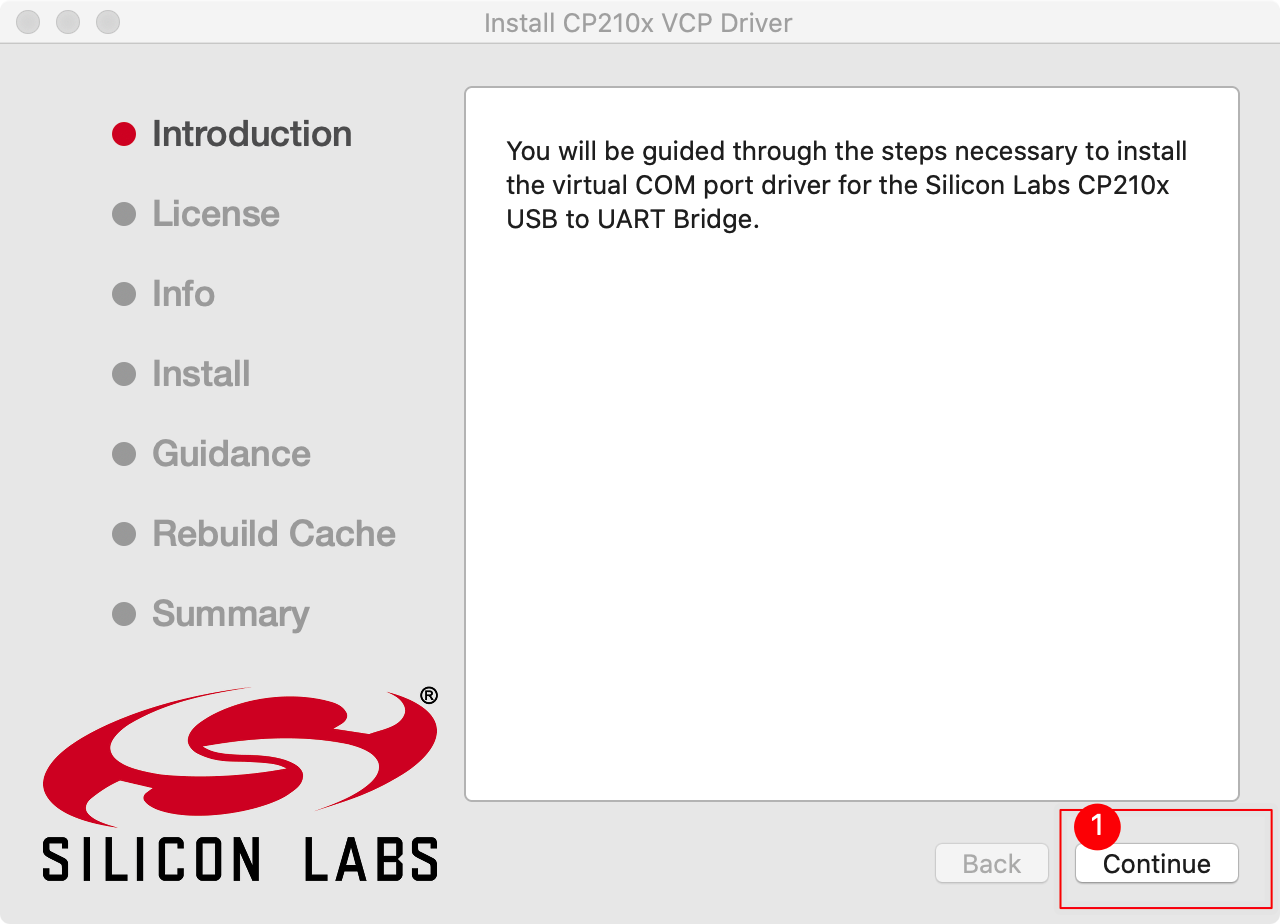 Install CP210x VCP Driver
Introduction
License
Info
Install
Guidance
Rebuild Cache
Summary
You will be guided through the steps necessary to install
the virtual COM port driver for the Silicon Labs CP210x
USB to UART Bridge.
®
SILICON LABS
Back
1
Continue